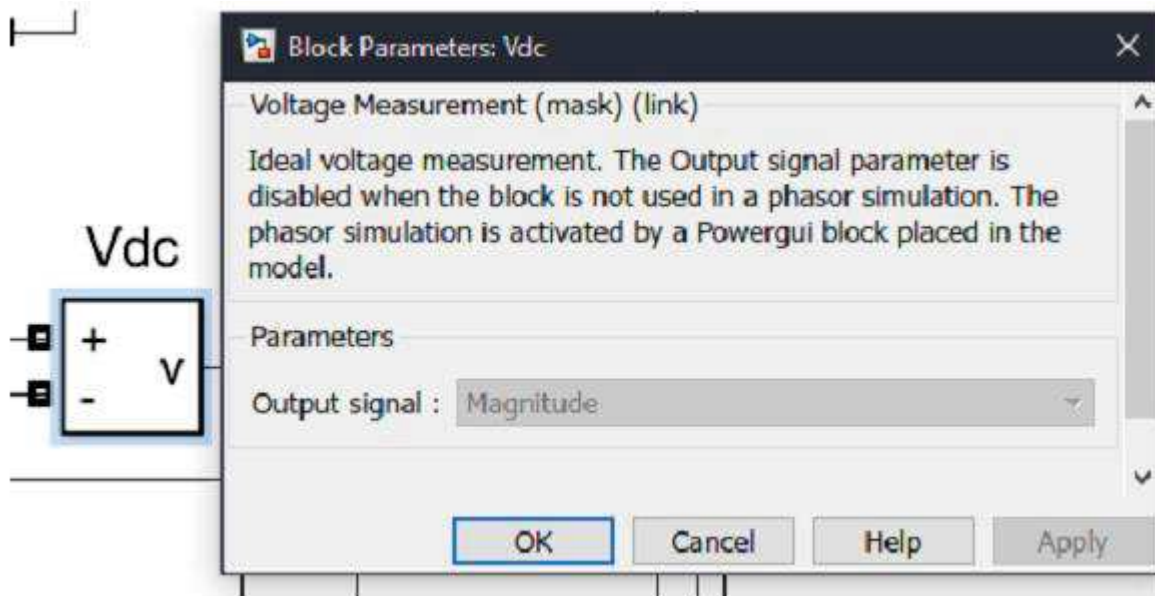 Block Parameters: Vdc
Voltage Measurement (mask) (link)
Ideal voltage measurement. The Output signal parameter is
disabled when the block is not used in a phasor simulation. The
phasor simulation is activated by a Powergui block placed in the
model.
Vdc
+
v
-
Parameters
Output signal : Magnitude
OK Cancel Help Apply